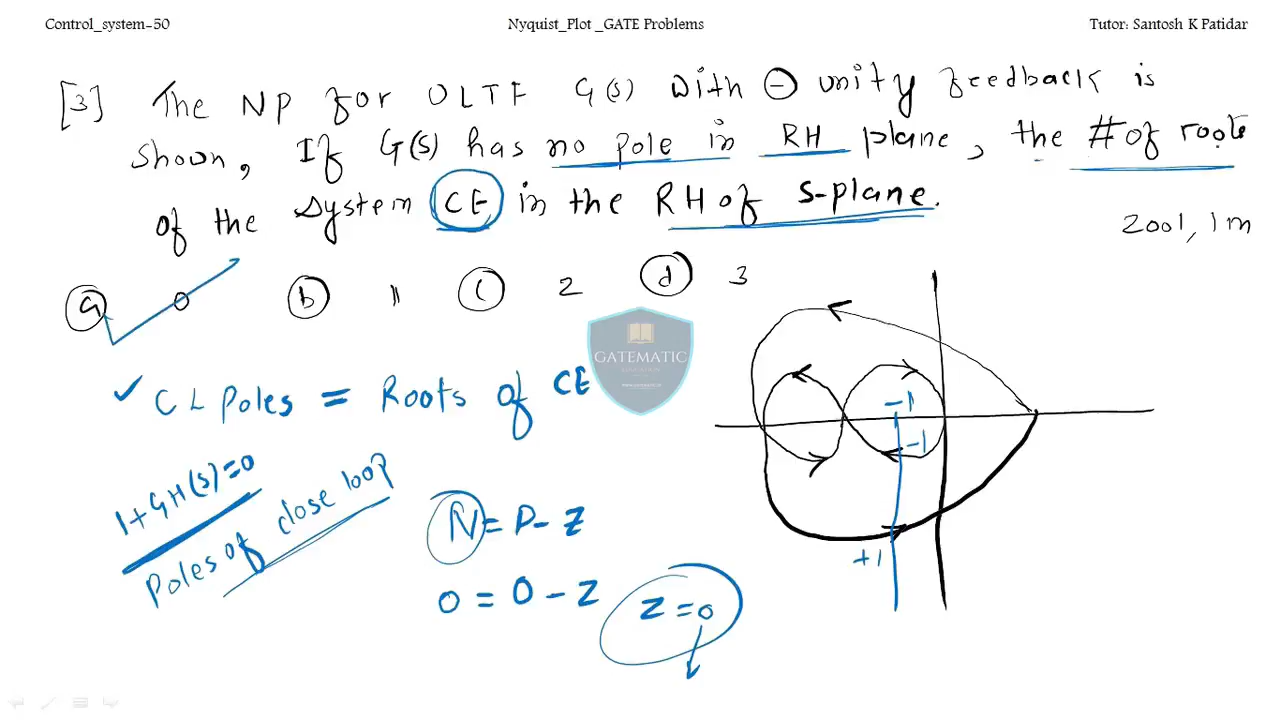 Control_system-50
Nyquist_Plot _GATE Problems
Tutor: Santosh K Patidar
[3] The NP for OLTF G(s) with ⊖ unity feedback is
shown, If G(s) has no pole in RH plane, the # of roots
of the system CE in the RH of S-plane.
2001, 1m
a 0 b 1 c 2 d 3
GATEMATIC
EDUCATION
✓ CL Poles = Roots of CE
1+GH(s)=0
Poles of close loop
N = P - Z
0 = 0 - Z
Z = 0
-1
-1
+1